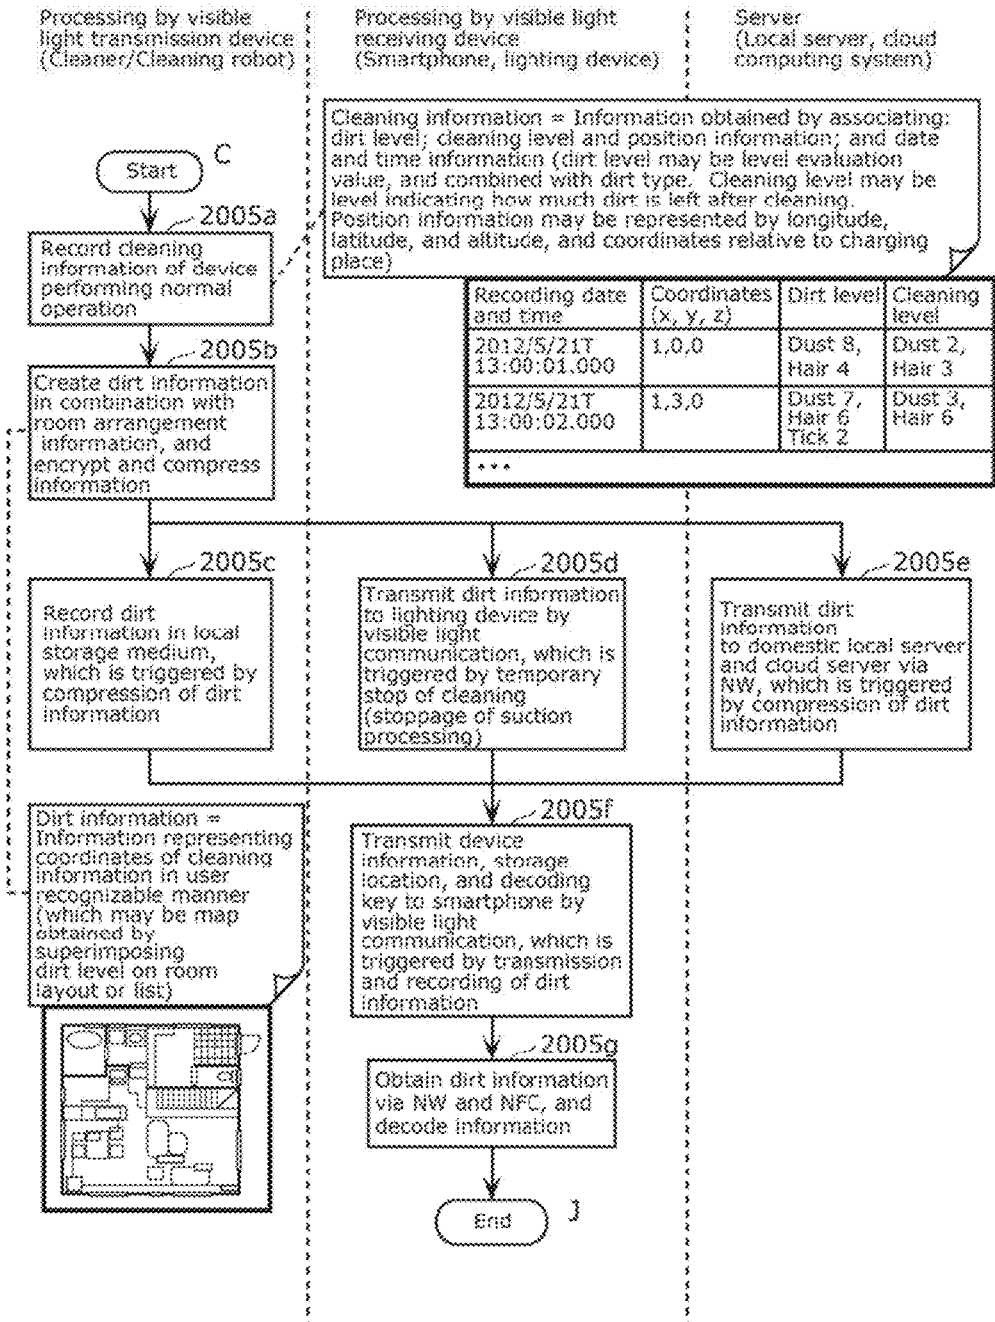 Processing by visible
light transmission device
(Cleaner/Cleaning robot)
Processing by visible light
receiving device
(Smartphone, lighting device)
Server
(Local server, cloud
computing system)
Cleaning information = Information obtained by associating:
dirt level; cleaning level and position information; and date
and time information (dirt level may be level evaluation
value, and combined with dirt type. Cleaning level may be
level indicating how much dirt is left after cleaning.
Position information may be represented by longitude,
latitude, and altitude, and coordinates relative to charging
place)
C
Start
2005a
Record cleaning
information of device
performing normal
operation
Recording date
and time
Coordinates
(x, y, z)
Dirt level
Cleaning
level
2012/5/21T
13:00:01.000
1,0,0
Dust 8,
Hair 4
Dust 2,
Hair 3
2012/5/21T
13:00:02.000
1,3,0
Dust 7,
Hair 6
Tick 2
Dust 3,
Hair 6
...
2005b
Create dirt information
in combination with
room arrangement
information, and
encrypt and compress
information
2005c
Record dirt
information in local
storage medium,
which is triggered by
compression of dirt
information
2005d
Transmit dirt information
to lighting device by
visible light
communication, which is
triggered by temporary
stop of cleaning
(stoppage of suction
processing)
2005e
Transmit dirt
information
to domestic local server
and cloud server via
NW, which is triggered
by compression of dirt
information
Dirt information =
Information representing
coordinates of cleaning
information in user
recognizable manner
(which may be map
obtained by
superimposing
dirt level on room
layout or list)
2005f
Transmit device
information, storage
location, and decoding
key to smartphone by
visible light
communication, which is
triggered by transmission
and recording of dirt
information
2005g
Obtain dirt information
via NW and NFC, and
decode information
End
J